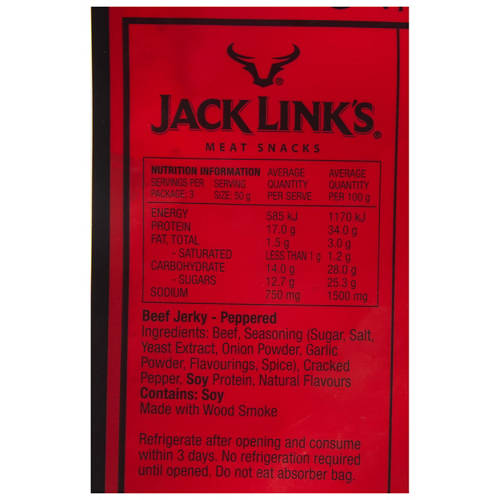 JACK LINK'S®
MEAT SNACKS
NUTRITION INFORMATION AVERAGE AVERAGE
SERVINGS PER SERVING QUANTITY QUANTITY
PACKAGE: 3 SIZE: 50 g PER SERVE PER 100 g
ENERGY 585 kJ 1170 kJ
PROTEIN 17.0 g 34.0 g
FAT, TOTAL 1.5 g 3.0 g
- SATURATED LESS THAN 1 g 1.2 g
CARBOHYDRATE 14.0 g 28.0 g
- SUGARS 12.7 g 25.3 g
SODIUM 750 mg 1500 mg
Beef Jerky - Peppered
Ingredients: Beef, Seasoning (Sugar, Salt,
Yeast Extract, Onion Powder, Garlic
Powder, Flavourings, Spice), Cracked
Pepper, Soy Protein, Natural Flavours
Contains: Soy
Made with Wood Smoke
Refrigerate after opening and consume
within 3 days. No refrigeration required
until opened. Do not eat absorber bag.